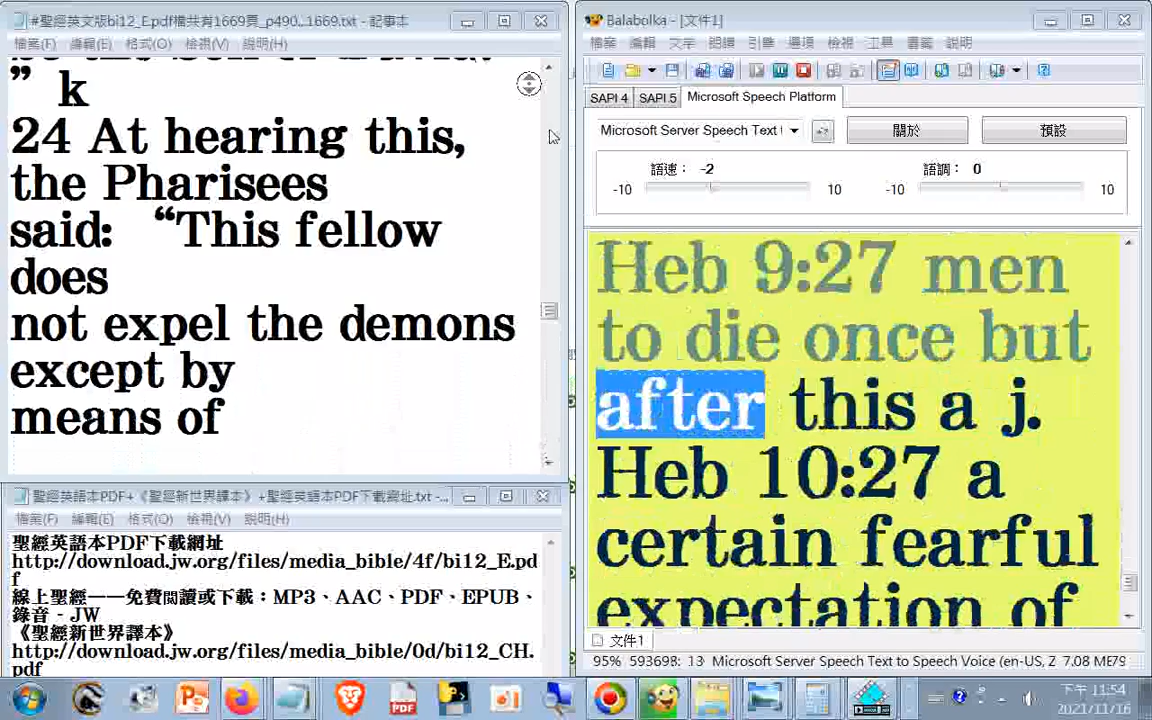 #聖經英文版bi12_E.pdf檔共有1669頁_p490...1669.txt - 記事本
檔案(F) 編輯(E) 格式(O) 檢視(V) 說明(H)
” k
24 At hearing this,
the Pharisees
said: “This fellow
does
not expel the demons
except by
means of
聖經英語本PDF+《聖經新世界譯本》+聖經英語本PDF下載網址.txt -...
檔案(F) 編輯(E) 格式(O) 檢視(V) 說明(H)
聖經英語本PDF下載網址
http://download.jw.org/files/media_bible/4f/bi12_E.pd
f
線上聖經——免費閱讀或下載：MP3、AAC、PDF、EPUB、
錄音 - JW
《聖經新世界譯本》
http://download.jw.org/files/media_bible/0d/bi12_CH.
pdf
Balabolka - [文件1]
檔案 編輯 文字 朗讀 引擎 選項 檢視 工具 書籤 說明
SAPI 4 SAPI 5 Microsoft Speech Platform
Microsoft Server Speech Text 關於 預設
語速： -2 語調： 0
-10 10 -10 10
Heb 9:27 men
to die once but
after this a j.
Heb 10:27 a
certain fearful
expectation of
文件1
95% 593698: 13 Microsoft Server Speech Text to Speech Voice (en-US, Z 7.08 МБ
下午 11:54
2021/11/16